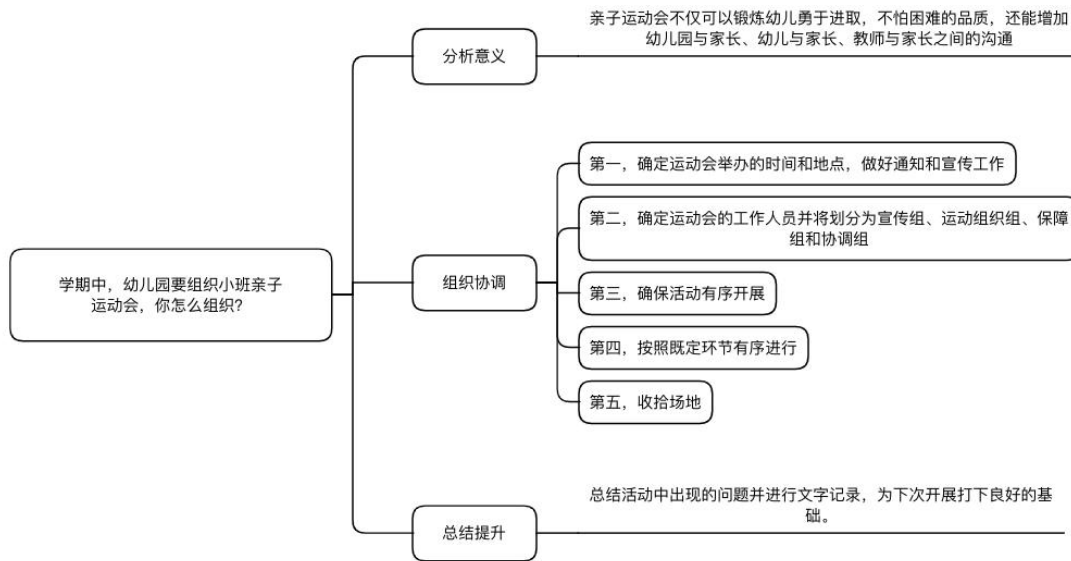 学期中，幼儿园要组织小班亲子
运动会，你怎么组织？
分析意义
亲子运动会不仅可以锻炼幼儿勇于进取，不怕困难的品质，还能增加
幼儿园与家长、幼儿与家长、教师与家长之间的沟通
组织协调
第一，确定运动会举办的时间和地点，做好通知和宣传工作
第二，确定运动会的工作人员并将划分为宣传组、运动组织组、保障
组和协调组
第三，确保活动有序开展
第四，按照既定环节有序进行
第五，收拾场地
总结提升
总结活动中出现的问题并进行文字记录，为下次开展打下良好的基
础。